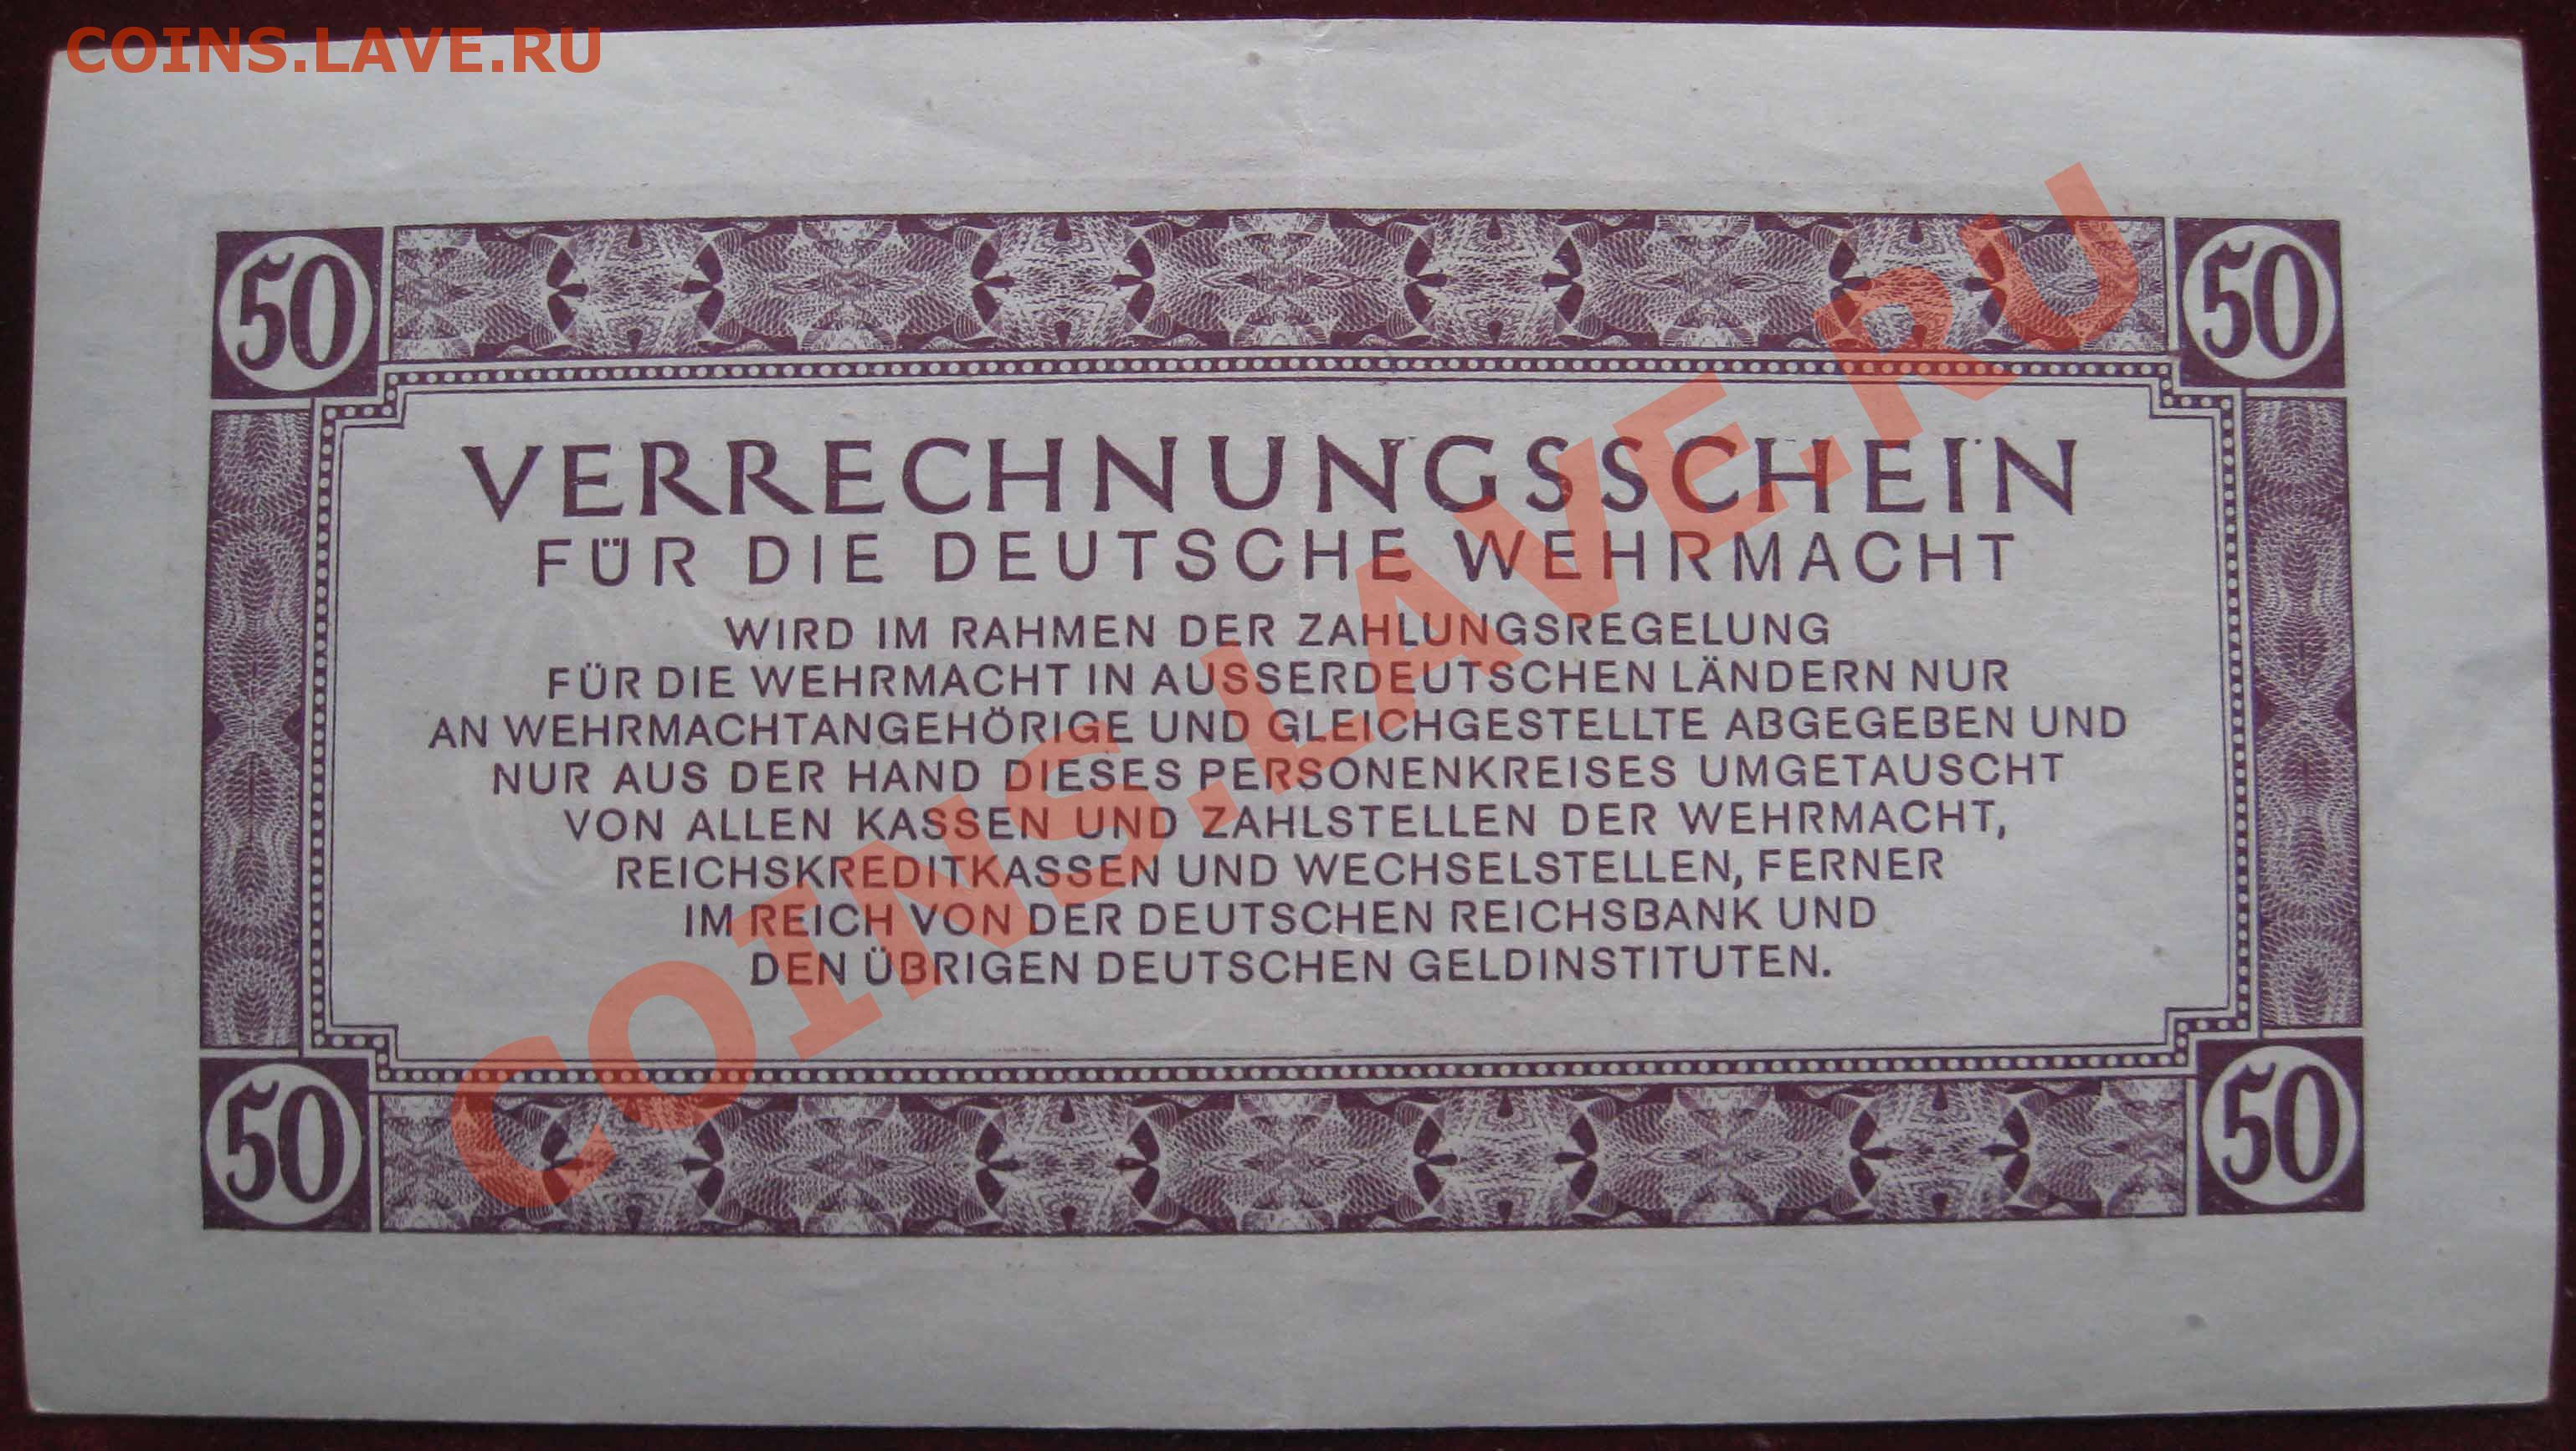 COINS.LAVE.RU
50 50
VERRECHNUNGSSCHEIN
FÜR DIE DEUTSCHE WEHRMACHT
WIRD IM RAHMEN DER ZAHLUNGSREGELUNG
FÜR DIE WEHRMACHT IN AUSSERDEUTSCHEN LÄNDERN NUR
AN WEHRMACHTANGEHÖRIGE UND GLEICHGESTELLTE ABGEGEBEN UND
NUR AUS DER HAND DIESES PERSONENKREISES UMGETAUSCHT
VON ALLEN KASSEN UND ZAHLSTELLEN DER WEHRMACHT,
REICHSKREDITKASSEN UND WECHSELSTELLEN, FERNER
IM REICH VON DER DEUTSCHEN REICHSBANK UND
DEN ÜBRIGEN DEUTSCHEN GELDINSTITUTEN.
50 50
COINS.LAVE.RU